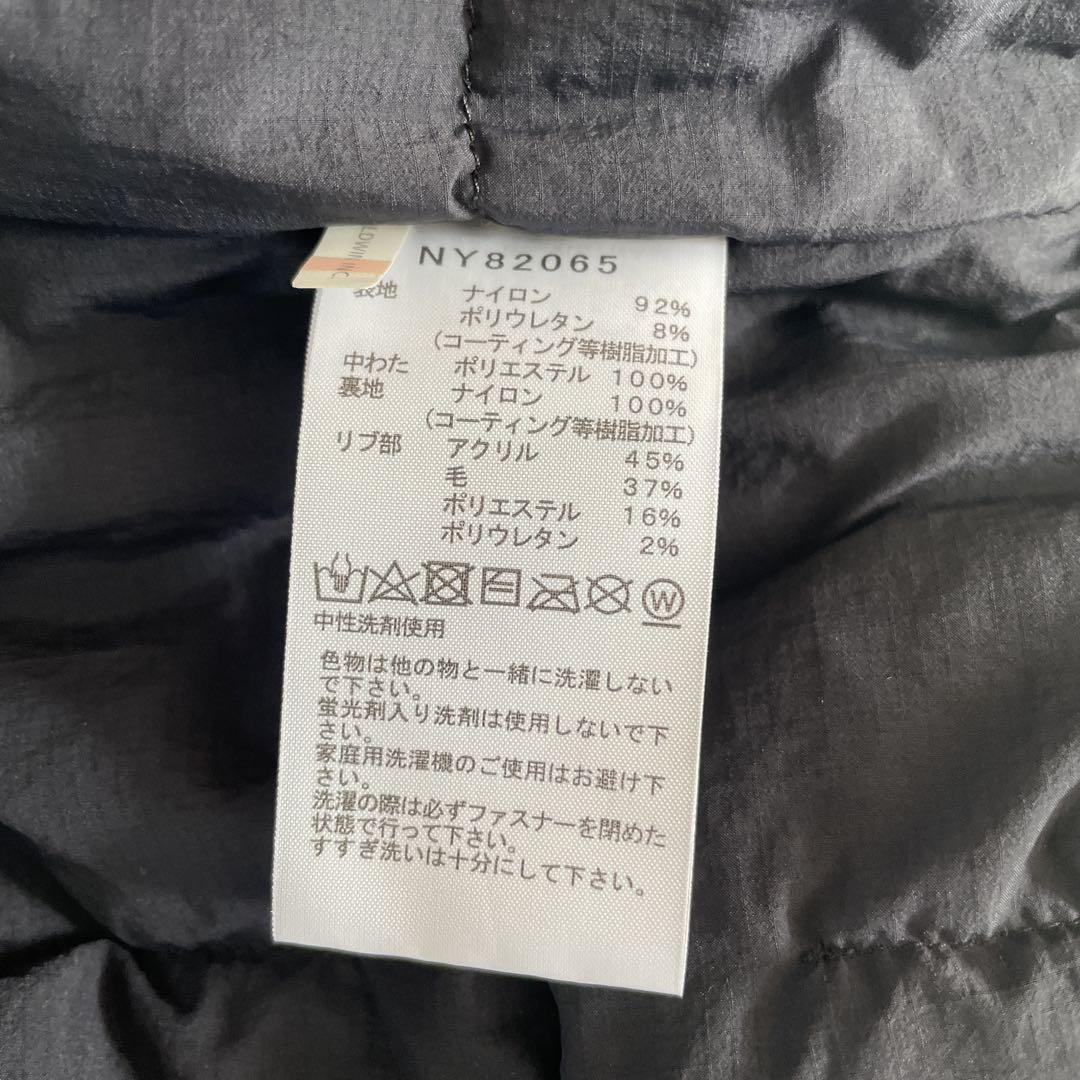 LDWIN INC
NY82065
表地 ナイロン 92%
ポリウレタン 8%
(コーティング等樹脂加工)
中わた ポリエステル 100%
裏地 ナイロン 100%
(コーティング等樹脂加工)
リブ部 アクリル 45%
毛 37%
ポリエステル 16%
ポリウレタン 2%
W
中性洗剤使用
色物は他の物と一緒に洗濯しない
で下さい。
蛍光剤入り洗剤は使用しないで下
さい。
家庭用洗濯機のご使用はお避け下
さい。
洗濯の際は必ずファスナーを閉めた
状態で行って下さい。
すすぎ洗いは十分にして下さい。